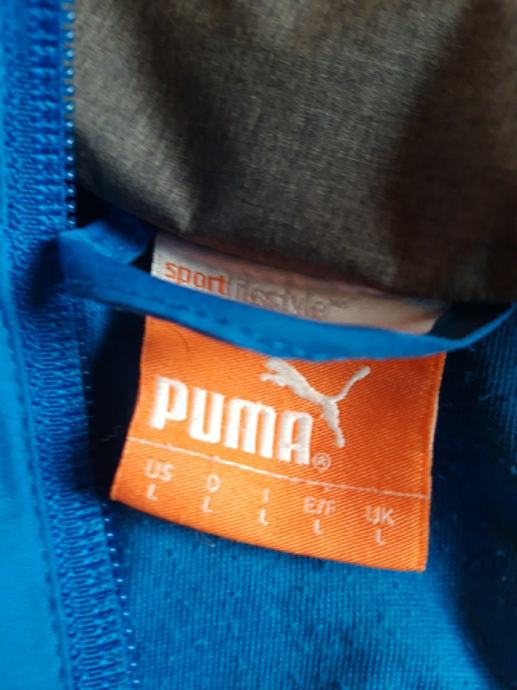 sportlifestyle
PUMA®
US D I E/F UK
L L L L L